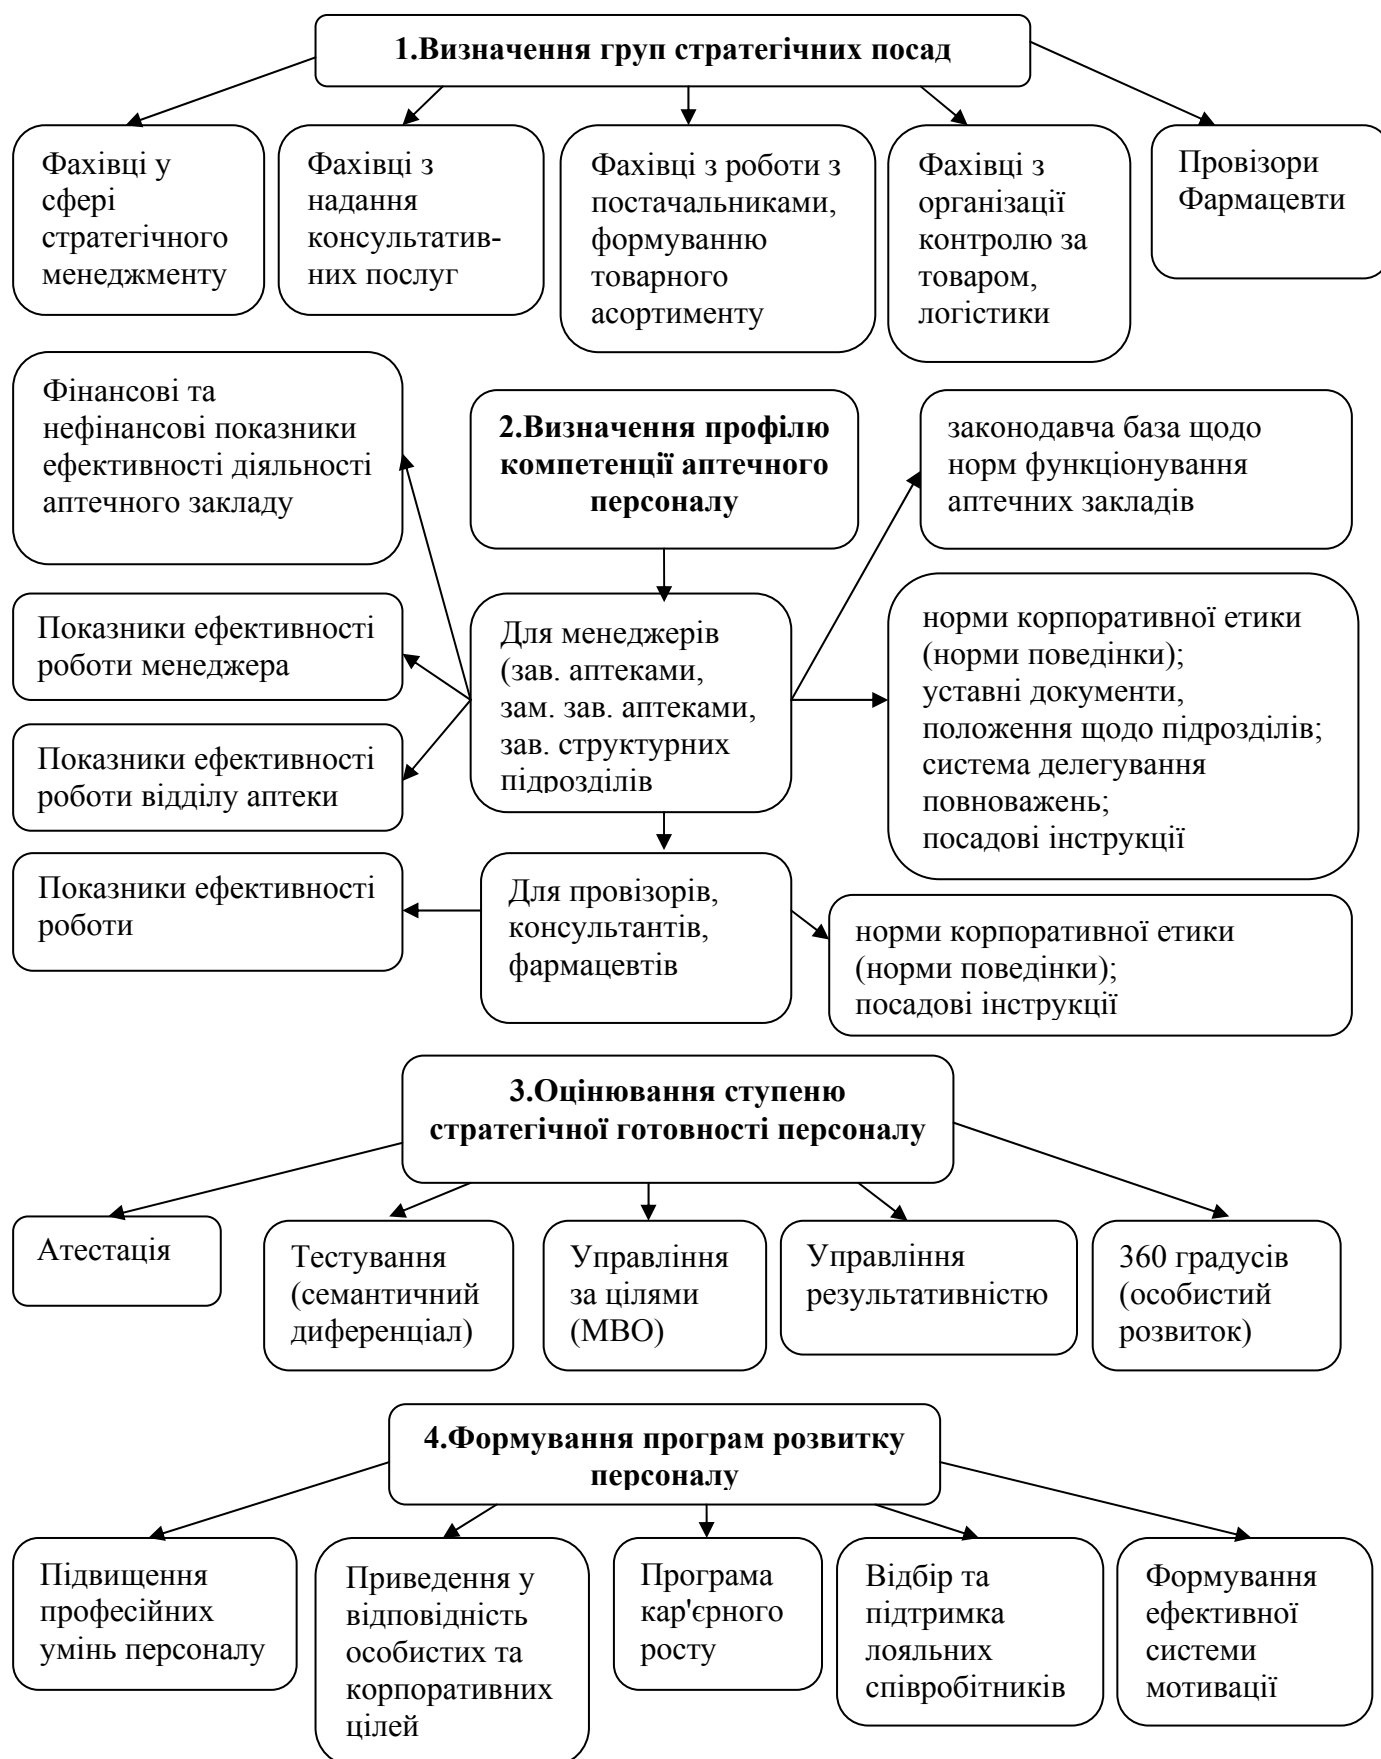 1.Визначення груп стратегічних посад
Фахівці у
сфері
стратегічного
менеджменту
Фахівці з
надання
консультатив-
них послуг
Фахівці з роботи з
постачальниками,
формуванню
товарного
асортименту
Фахівці з
організації
контролю за
товаром,
логістики
Провізори
Фармацевти
Фінансові та
нефінансові показники
ефективності діяльності
аптечного закладу
2.Визначення профілю
компетенції аптечного
персоналу
законодавча база щодо
норм функціонування
аптечних закладів
Показники ефективності
роботи менеджера
Показники ефективності
роботи відділу аптеки
Для менеджерів
(зав. аптеками,
зам. зав. аптеками,
зав. структурних
підрозділів
норми корпоративної етики
(норми поведінки);
уставні документи,
положення щодо підрозділів;
система делегування
повноважень;
посадові інструкції
Показники ефективності
роботи
Для провізорів,
консультантів,
фармацевтів
норми корпоративної етики
(норми поведінки);
посадові інструкції
3.Оцінювання ступеню
стратегічної готовності персоналу
Атестація
Тестування
(семантичний
диференціал)
Управління
за цілями
(МВО)
Управління
результативністю
360 градусів
(особистий
розвиток)
4.Формування програм розвитку
персоналу
Підвищення
професійних
умінь персоналу
Приведення у
відповідність
особистих та
корпоративних
цілей
Програма
кар'єрного
росту
Відбір та
підтримка
лояльних
співробітників
Формування
ефективної
системи
мотивації